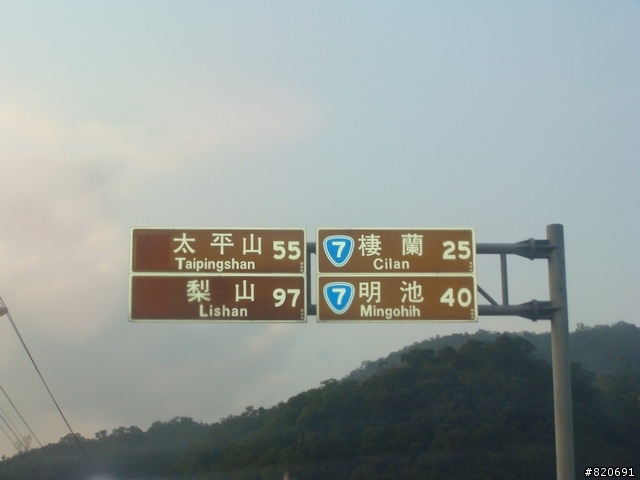 太平山 55
Taipingshan
梨山 97
Lishan
7 棲蘭 25
Cilan
7 明池 40
Mingohih
#820691